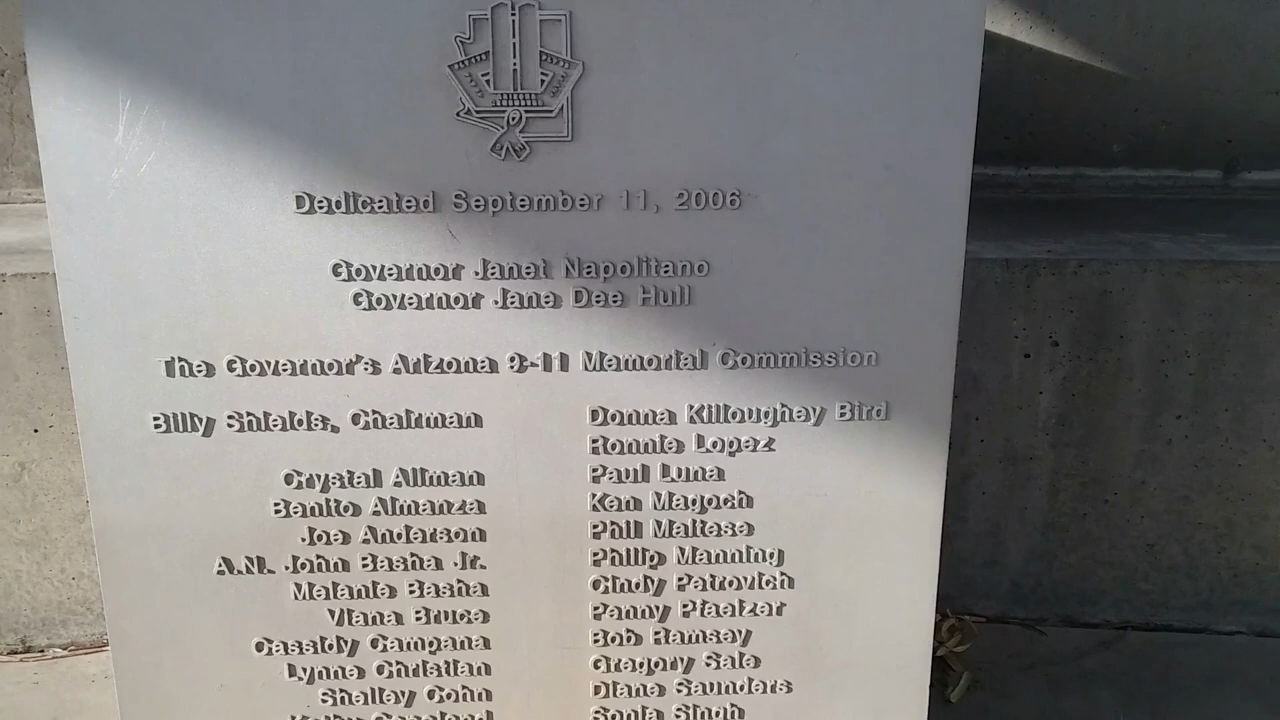 Dedicated September 11, 2006
Governor Janet Napolitano
Governor Jane Dee Hull
The Governor's Arizona 9-11 Memorial Commission
Billy Shields, Chairman
Crystal Allman
Benito Almanza
Joe Anderson
A.N. John Basha Jr.
Melanie Basha
Viana Bruce
Cassidy Campana
Lynne Christian
Shelley Cohn
Donna Killoughey Bird
Ronnie Lopez
Paul Luna
Ken Magoch
Phil Maltese
Philip Manning
Cindy Petrovich
Penny Pfaelzer
Bob Ramsey
Gregory Sale
Diane Saunders
Sonia Singh